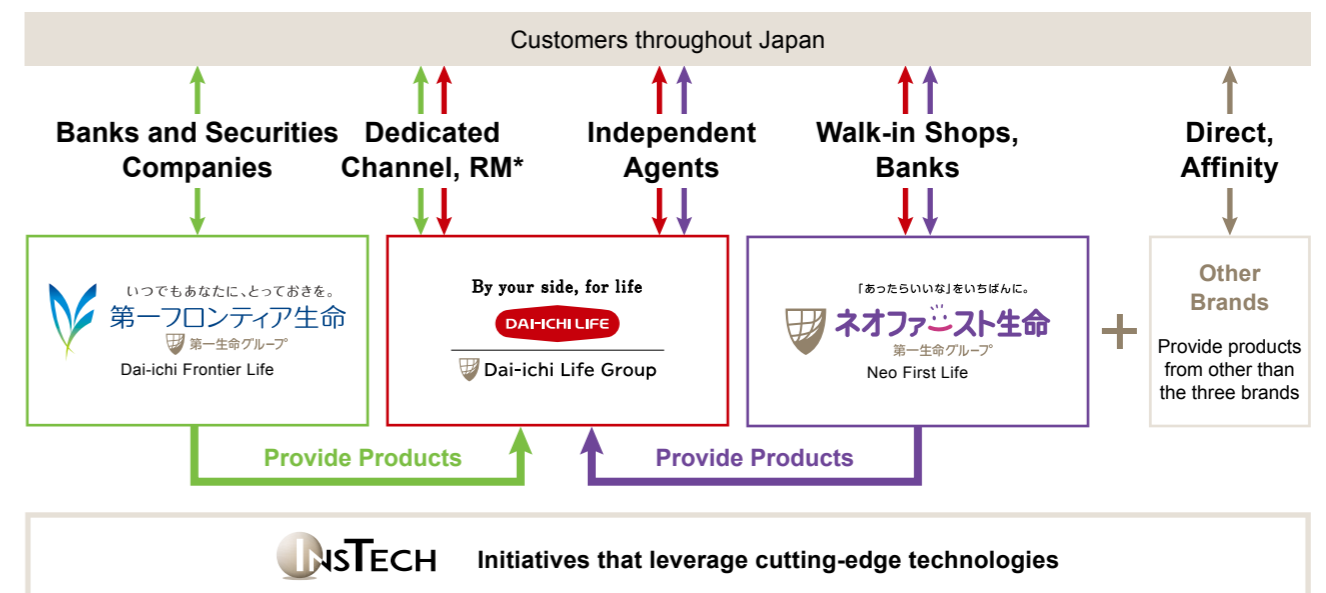 Customers throughout Japan
Banks and Securities
Companies
Dedicated
Channel, RM*
Independent
Agents
Walk-in Shops,
Banks
Direct,
Affinity
いつでもあなたに、とっておきを。
第一フロンティア生命
第一生命グループ
Dai-ichi Frontier Life
By your side, for life
DAI-ICHI LIFE
Dai-ichi Life Group
「あったらいいな」をいちばんに。
ネオファースト生命
第一生命グループ
Neo First Life
+
Other
Brands
Provide products
from other than
the three brands
Provide Products
Provide Products
INSTECH
Initiatives that leverage cutting-edge technologies